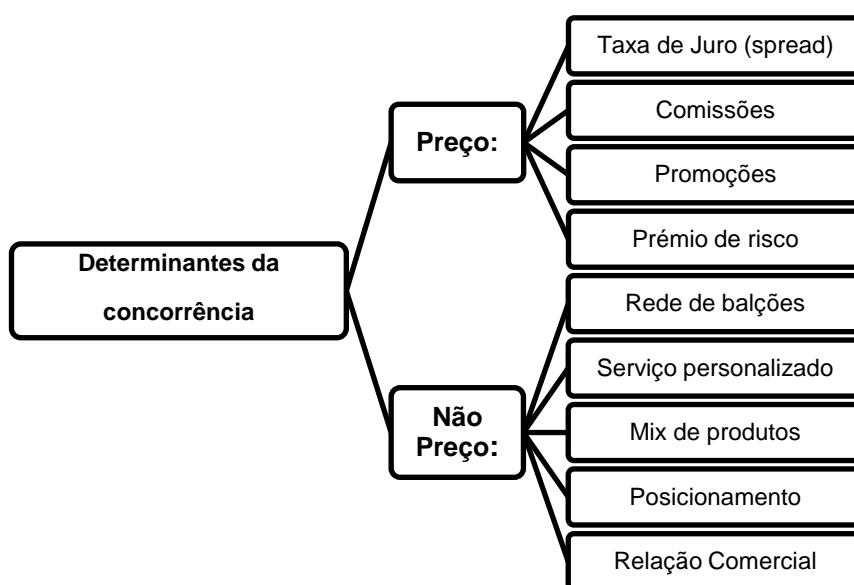 Determinantes da
concorrência
Preço:
Taxa de Juro (spread)
Comissões
Promoções
Prémio de risco
Não
Preço:
Rede de balções
Serviço personalizado
Mix de produtos
Posicionamento
Relação Comercial